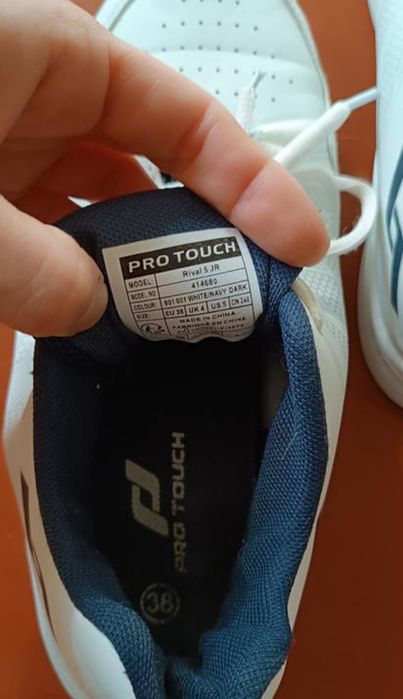 PRO TOUCH
MODEL: Rival 5 JR
MODEL NO: 414680
COLOUR: 901 001 WHITE/NAVY DARK
SIZE: EU 38 UK 4 US 5 CN 240
MADE IN CHINA
FABRIQUE EN CHINE
PRO TOUCH
38